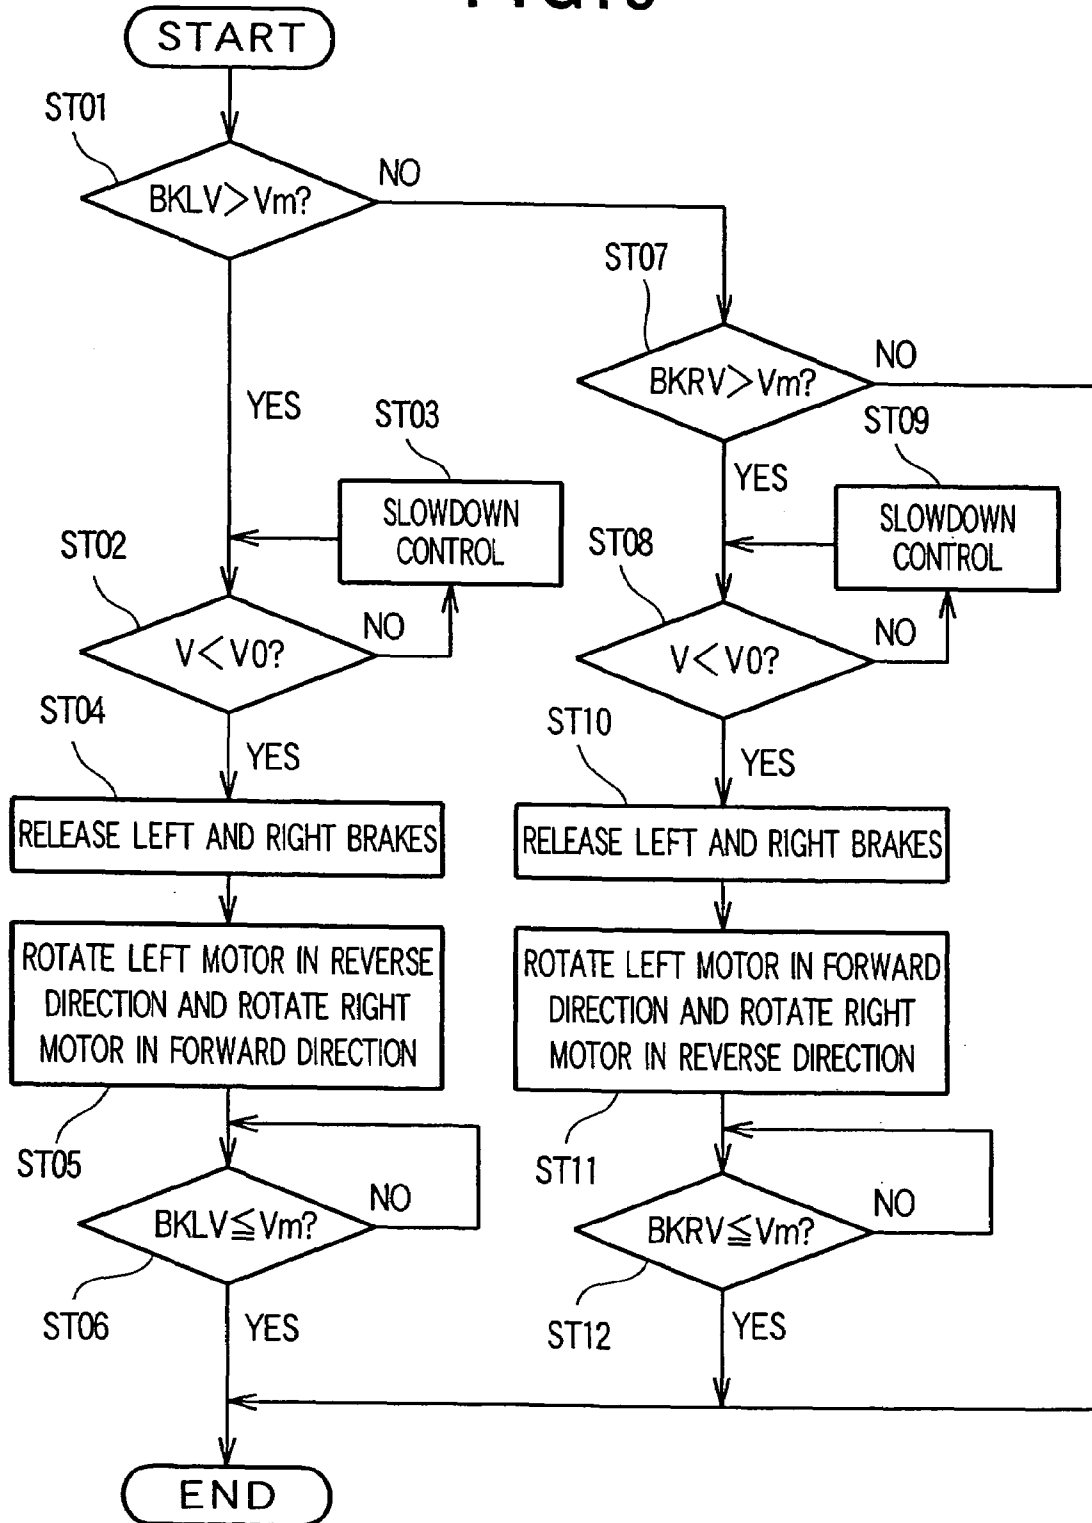 START
ST01
BKLV>Vm?
NO
YES
ST07
BKRV>Vm?
NO
YES
ST03
SLOWDOWN
CONTROL
ST09
SLOWDOWN
CONTROL
ST02
V<V0?
NO
YES
ST08
V<V0?
NO
YES
ST04
RELEASE LEFT AND RIGHT BRAKES
ST10
RELEASE LEFT AND RIGHT BRAKES
ROTATE LEFT MOTOR IN REVERSE
DIRECTION AND ROTATE RIGHT
MOTOR IN FORWARD DIRECTION
ST05
ROTATE LEFT MOTOR IN FORWARD
DIRECTION AND ROTATE RIGHT
MOTOR IN REVERSE DIRECTION
ST11
BKLV≦Vm?
NO
ST06
YES
BKRV≦Vm?
NO
ST12
YES
END